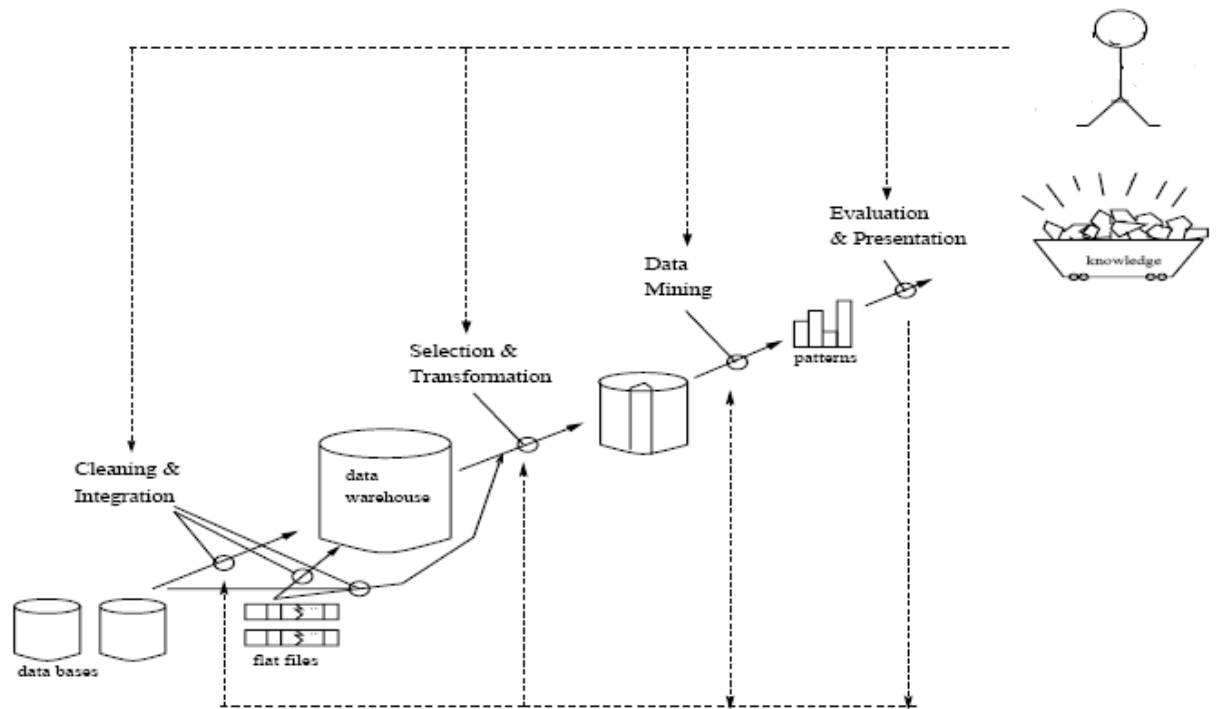 Evaluation
& Presentation
knowledge
Data
Mining
patterns
Selection &
Transformation
Cleaning &
Integration
data
warehouse
flat files
data bases